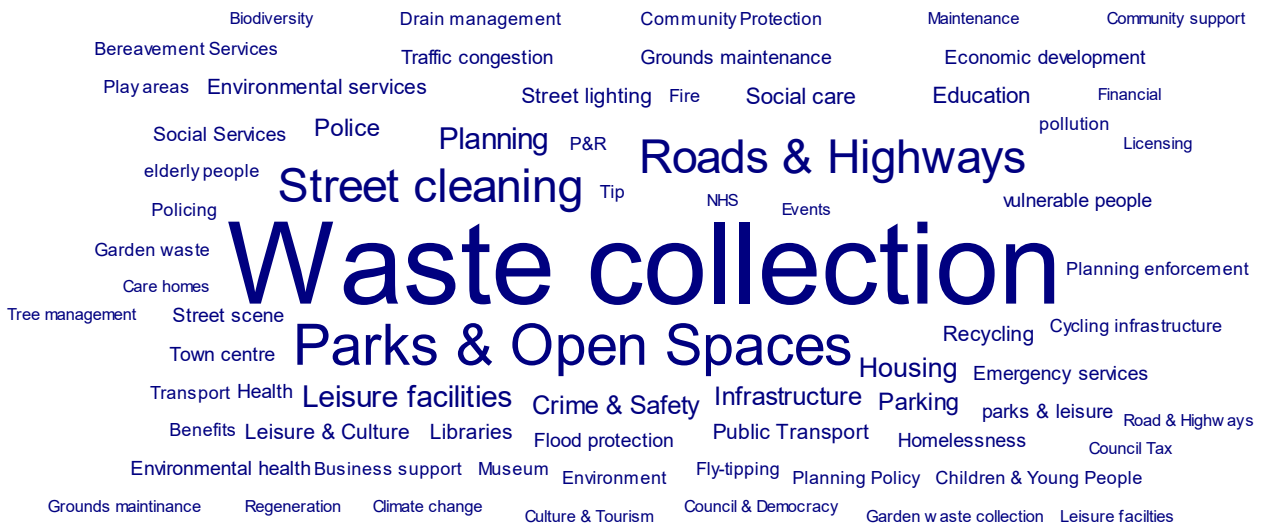 Biodiversity Drain management Community Protection Maintenance Community support
Bereavement Services Traffic congestion Grounds maintenance Economic development
Play areas Environmental services Street lighting Fire Social care Education Financial
Social Services Police Planning P&R Roads & Highways pollution Licensing
elderly people Street cleaning Tip NHS Events vulnerable people
Policing
Garden waste Waste collection Planning enforcement
Care homes
Tree management Street scene Parks & Open Spaces Recycling Cycling infrastructure
Town centre Housing Emergency services
Transport Health Leisure facilities Crime & Safety Infrastructure Parking parks & leisure Road & Highways
Benefits Leisure & Culture Libraries Flood protection Public Transport Homelessness Council Tax
Environmental health Business support Museum Environment Fly-tipping Planning Policy Children & Young People
Grounds maintinance Regeneration Climate change Culture & Tourism Council & Democracy Garden waste collection Leisure facilties